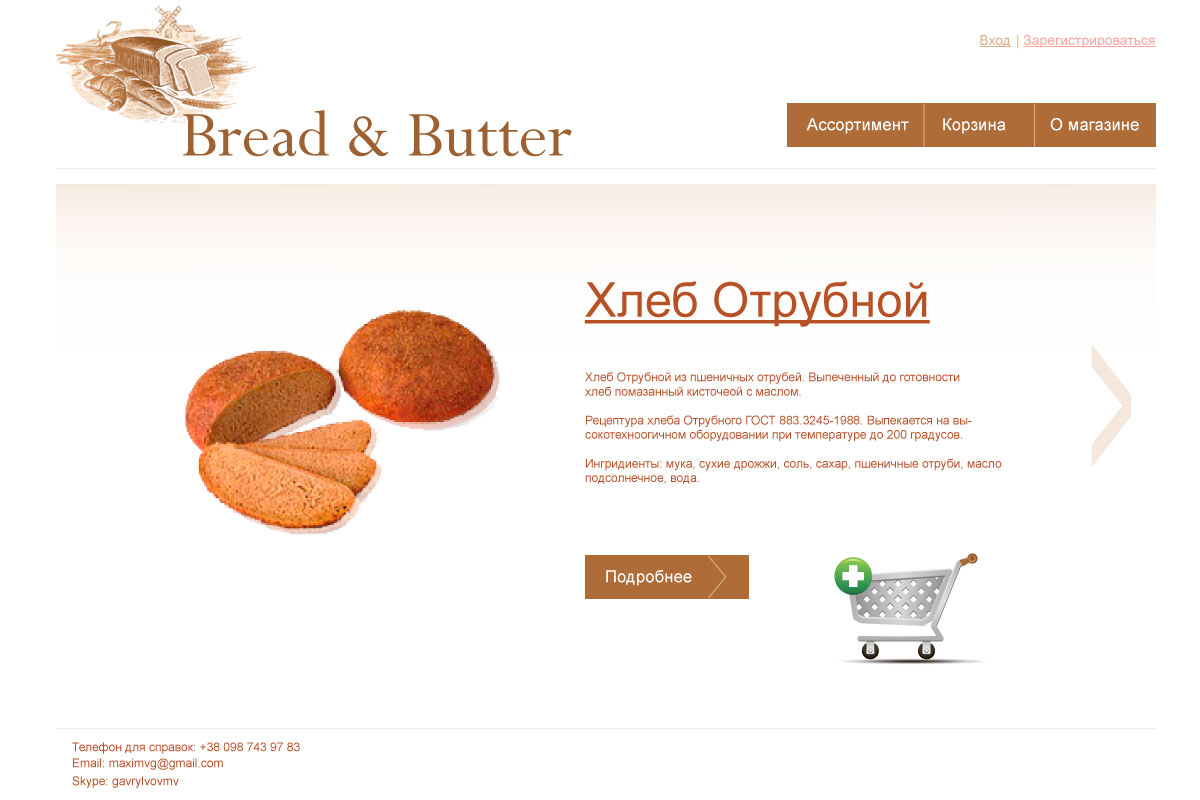 Вход | Зарегистрироваться
Bread & Butter
Ассортимент Корзина О магазине
Хлеб Отрубной
Хлеб Отрубной из пшеничных отрубей. Выпеченный до готовности
хлеб помазанный кисточеой с маслом.
Рецептура хлеба Отрубного ГОСТ 883.3245-1988. Выпекается на вы-
сокотехноогичном оборудовании при температуре до 200 градусов.
Ингридиенты: мука, сухие дрожжи, соль, сахар, пшеничные отруби, масло
подсолнечное, вода.
Подробнее
Телефон для справок: +38 098 743 97 83
Email: maximvg@gmail.com
Skype: gavrylvovmv